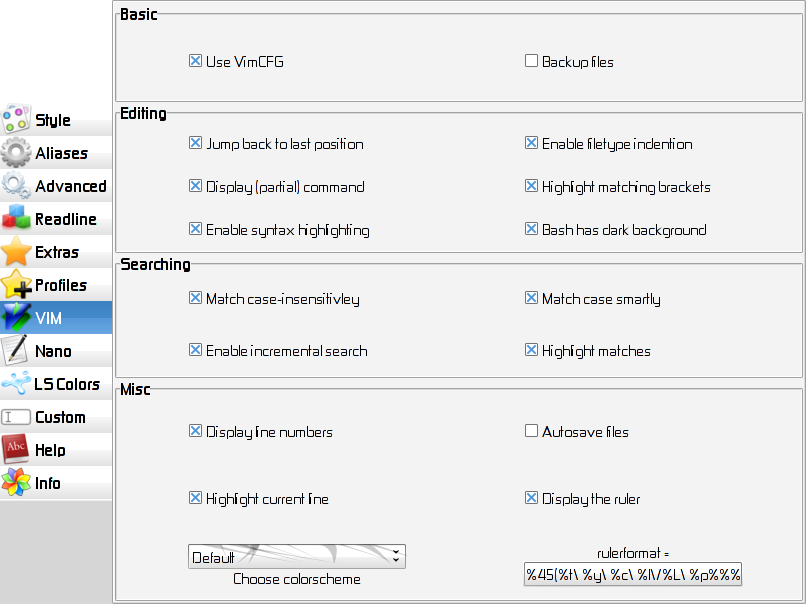 Style
Aliases
Advanced
Readline
Extras
Profiles
VIM
Nano
LS Colors
Custom
Abc
Help
Info
Basic
Use VimCFG
Backup files
Editing
Jump back to last position
Enable filetype indention
Display (partial) command
Highlight matching brackets
Enable syntax highlighting
Bash has dark background
Searching
Match case-insensitivley
Match case smartly
Enable incremental search
Highlight matches
Misc
Display line numbers
Autosave files
Highlight current line
Display the ruler
Default
Choose colorscheme
rulerformat =
%45(%t\ %y\ %c\ %l\/%L\ %p%%%